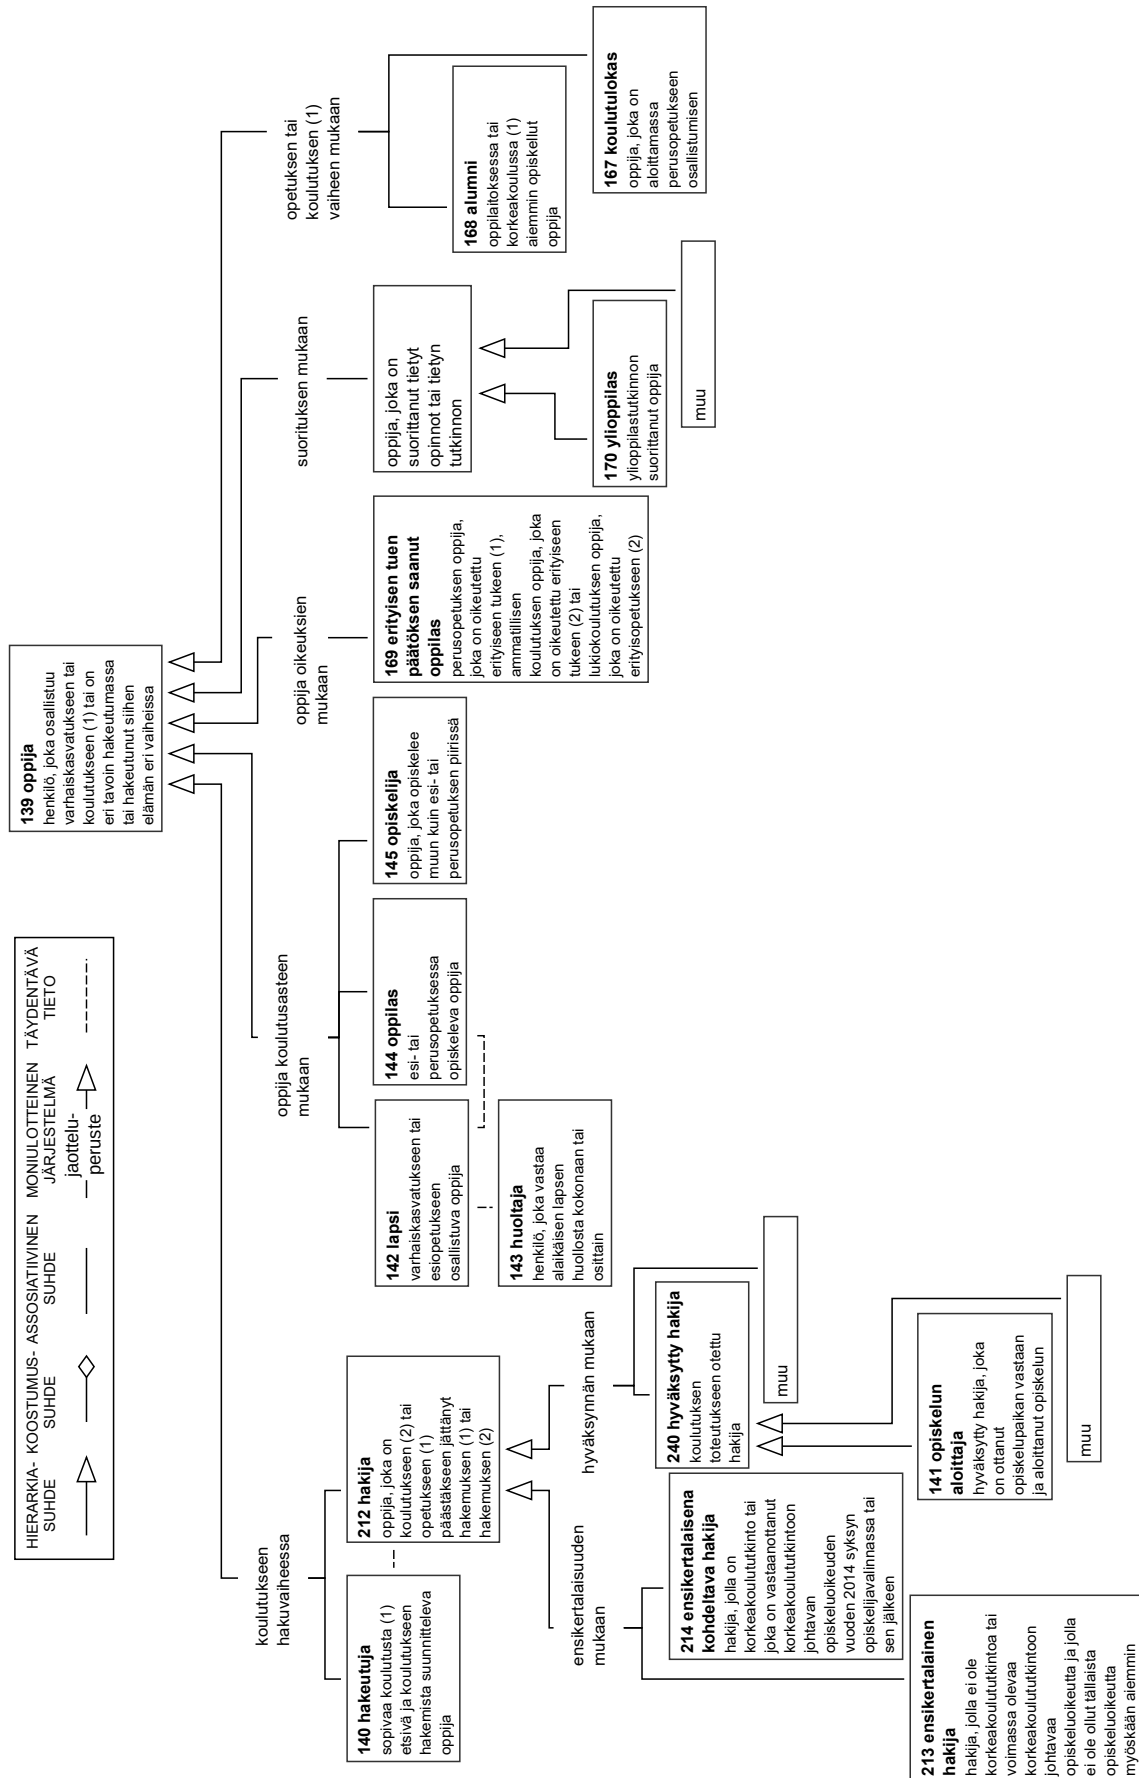 HIERARKA-
SUHDE
KOOSTUMUS-
SUHDE
ASSOSIATIIVINEN
SUHDE
MONIULOTTEINEN
JÄRJESTELMÄ
jaottelu-
peruste
TÄYDENTÄVÄ
TIETO
139 oppija
henkilö, joka osallistuu
varhaiskasvatukseen tai
koulutukseen (1) tai on
eri tavoin hakeutumassa
tai hakeutunut siihen
elämän eri vaiheissa
koulutukseen
hakuvaiheessa
oppija koulutusasteen
mukaan
oppija oikeuksien
mukaan
suorituksen mukaan
opetuksen tai
koulutuksen (1)
vaiheen mukaan
140 hakeutuja
sopivaa koulutusta (1)
etsivä ja koulutukseen
hakemista suunnitteleva
oppija
212 hakija
oppija, joka on
koulutukseen (2) tai
opetukseen (1)
päästäkseen jättänyt
hakemuksen (1) tai
hakemuksen (2)
142 lapsi
varhaiskasvatukseen tai
esiopetukseen
osallistuva oppija
144 oppilas
esi- tai
perusopetuksessa
opiskeleva oppija
145 opiskelija
oppija, joka opiskelee
muun kuin esi- tai
perusopetuksen piirissä
169 erityisen tuen
päätöksen saanut
oppilas
perusopetuksen oppija,
joka on oikeutettu
erityiseen tukeen (1),
ammatillisen
koulutuksen oppija, joka
on oikeutettu erityiseen
tukeen (2) tai
lukiokoulutuksen oppija,
joka on oikeutettu
erityisopetukseen (2)
oppija, joka on
suorittanut tietyt
opinnot tai tietyn
tutkinnon
168 alumni
oppilaitoksessa tai
korkeakoulussa (1)
aiemmin opiskellut
oppija
143 huoltaja
henkilö, joka vastaa
alaikäisen lapsen
huollosta kokonaan tai
osittain
170 ylioppilas
ylioppilastutkinnon
suorittanut oppija
muu
167 koulutulokas
oppija, joka on
aloittamassa
perusopetukseen
osallistumisen
ensikertalaisuuden
mukaan
hyväksynnän mukaan
214 ensikertalaisena
kohdeltava hakija
hakija, jolla on
korkeakoulututkinto tai
joka on vastaanottanut
korkeakoulututkintoon
johtavan
opiskeluoikeuden
vuoden 2014 syksyn
opiskelijavalinnassa tai
sen jälkeen
240 hyväksytty hakija
koulutuksen
toteutukseen otettu
hakija
muu
213 ensikertalainen
hakija
hakija, jolla ei ole
korkeakoulututkintoa tai
voimassa olevaa
korkeakoulututkintoon
johtavaa
opiskeluoikeutta ja jolla
ei ole ollut tällaista
opiskeluoikeutta
myöskään aiemmin
141 opiskelun
aloittaja
hyväksytty hakija, joka
on ottanut
opiskelupaikan vastaan
ja aloittanut opiskelun
muu